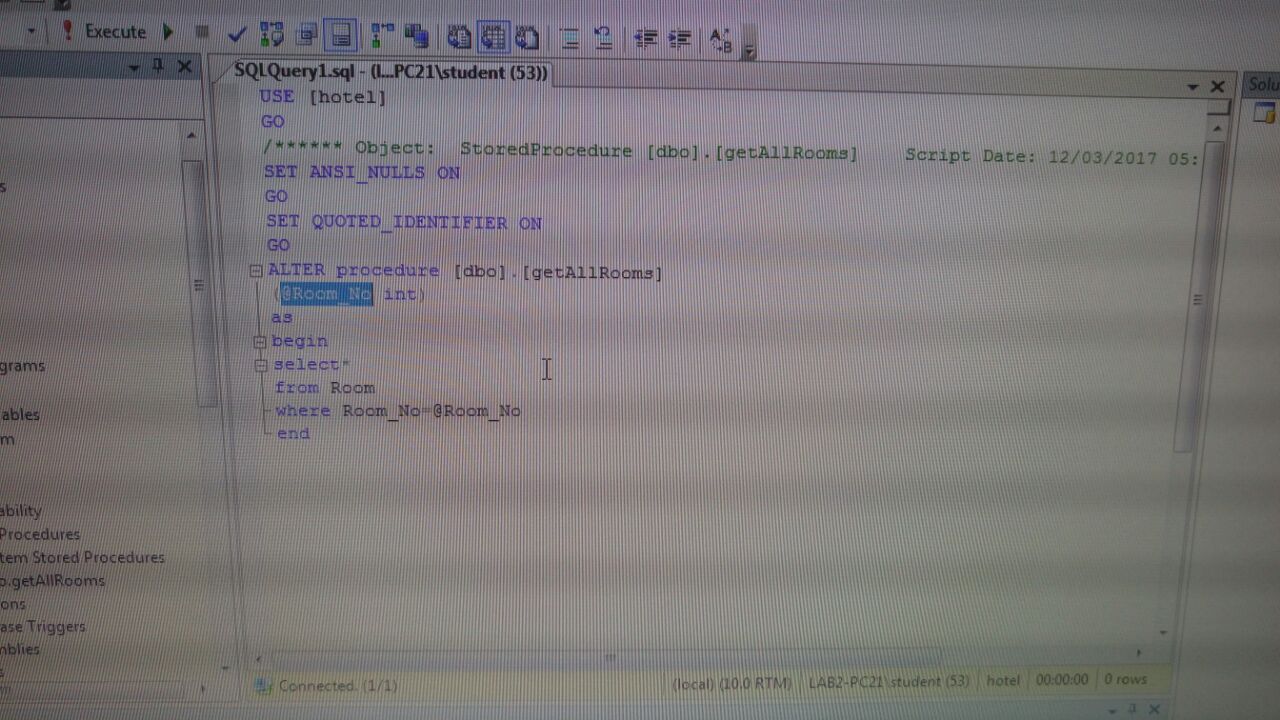 Execute
SQLQuery1.sql - (l...PC21\student (53))
Solu
USE [hotel]
GO
/****** Object:  StoredProcedure [dbo].[getAllRooms]    Script Date: 12/03/2017 05:
SET ANSI_NULLS ON
GO
SET QUOTED_IDENTIFIER ON
GO
ALTER procedure [dbo].[getAllRooms]
(@Room_No int)
as
begin
select*
from Room
where Room_No=@Room_No
end
s
grams
ables
m
ability
Procedures
tem Stored Procedures
o.getAllRooms
ons
ase Triggers
mblies
s
Connected. (1/1)
(local) (10.0 RTM)
LAB2-PC21\student (53)
hotel
00:00:00
0 rows